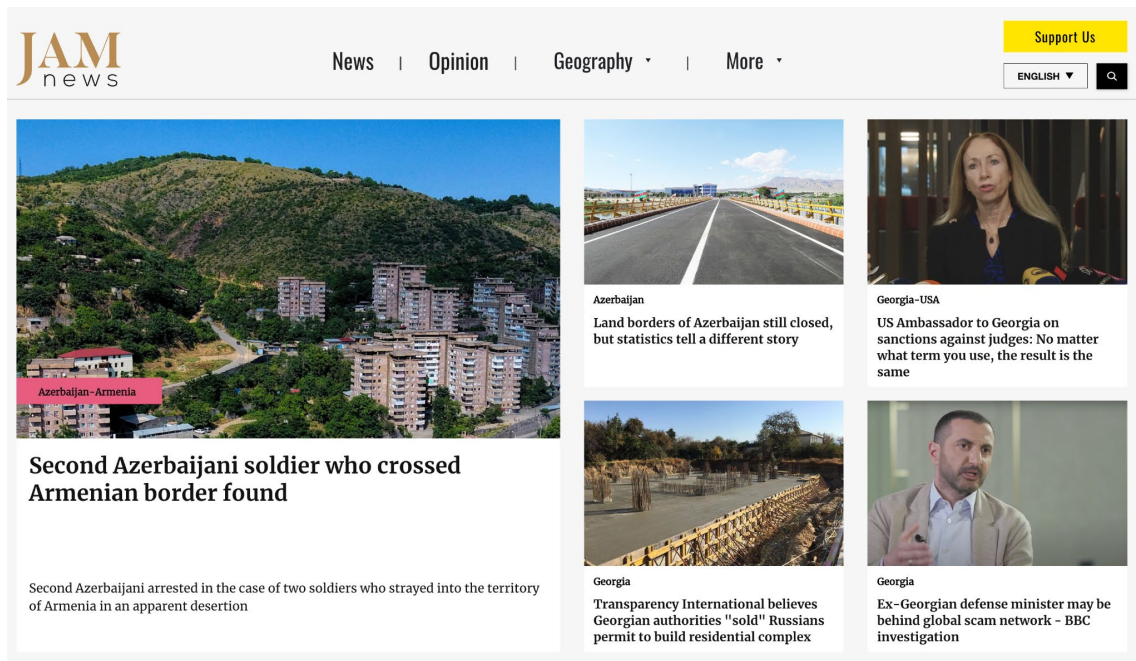 JAM
news
News | Opinion | Geography ▾ | More ▾
Support Us
ENGLISH ▼
Azerbaijan-Armenia
Second Azerbaijani soldier who crossed
Armenian border found
Second Azerbaijani arrested in the case of two soldiers who strayed into the territory
of Armenia in an apparent desertion
Azerbaijan
Land borders of Azerbaijan still closed,
but statistics tell a different story
Georgia-USA
US Ambassador to Georgia on
sanctions against judges: No matter
what term you use, the result is the
same
Georgia
Transparency International believes
Georgian authorities "sold" Russians
permit to build residential complex
Georgia
Ex-Georgian defense minister may be
behind global scam network - BBC
investigation